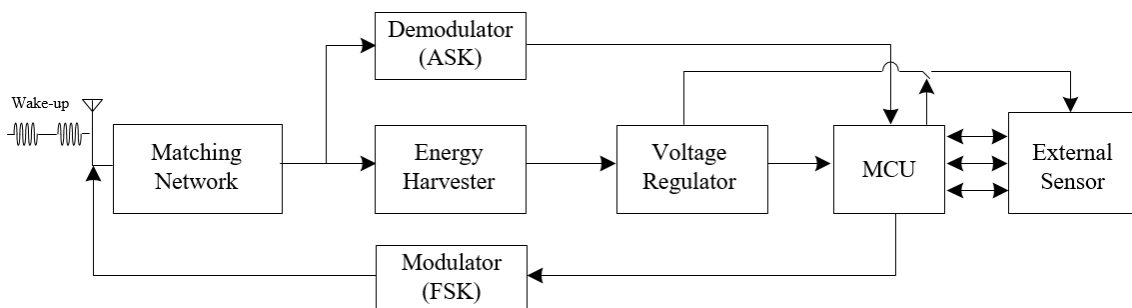 Demodulator
(ASK)
Wake-up
Matching
Network
Energy
Harvester
Voltage
Regulator
MCU
External
Sensor
Modulator
(FSK)